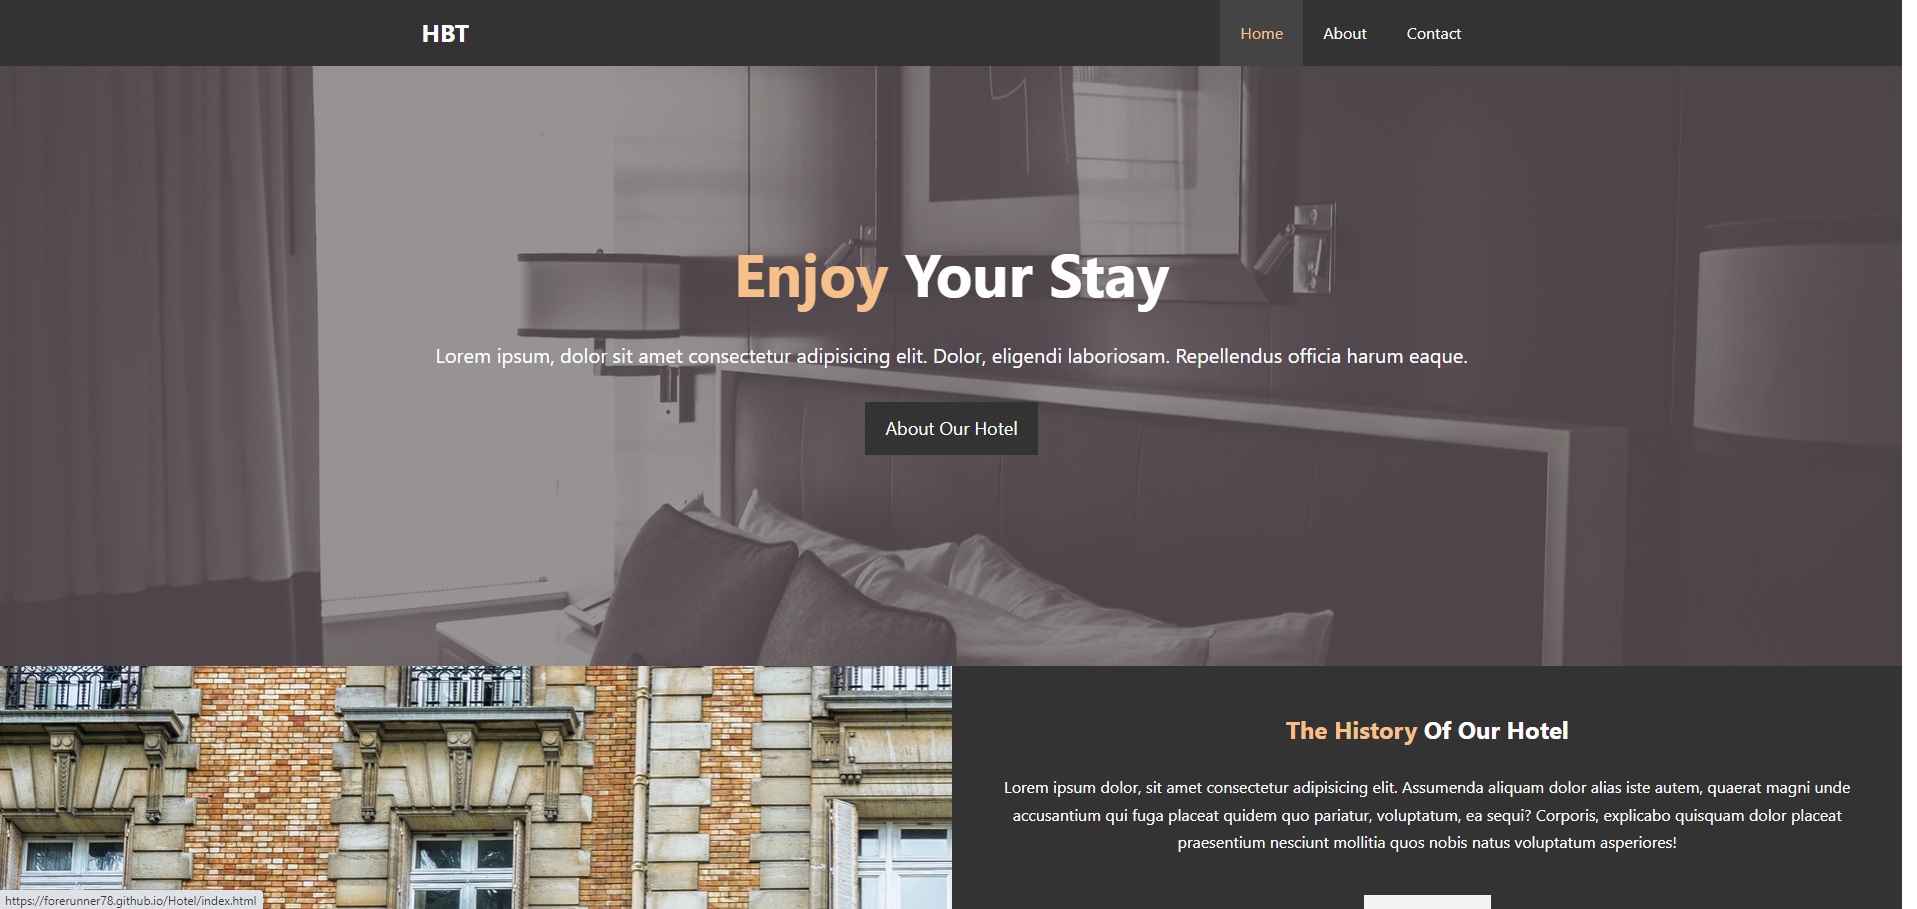 HBT
Home About Contact
Enjoy Your Stay
Lorem ipsum, dolor sit amet consectetur adipisicing elit. Dolor, eligendi laboriosam. Repellendus officia harum eaque.
About Our Hotel
The History Of Our Hotel
Lorem ipsum dolor, sit amet consectetur adipisicing elit. Assumenda aliquam dolor alias iste autem, quaerat magni unde
accusantium qui fuga placeat quidem quo pariatur, voluptatum, ea sequi? Corporis, explicabo quisquam dolor placeat
praesentium nesciunt mollitia quos nobis natus voluptatum asperiores!
https://forerunner78.github.io/Hotel/index.html